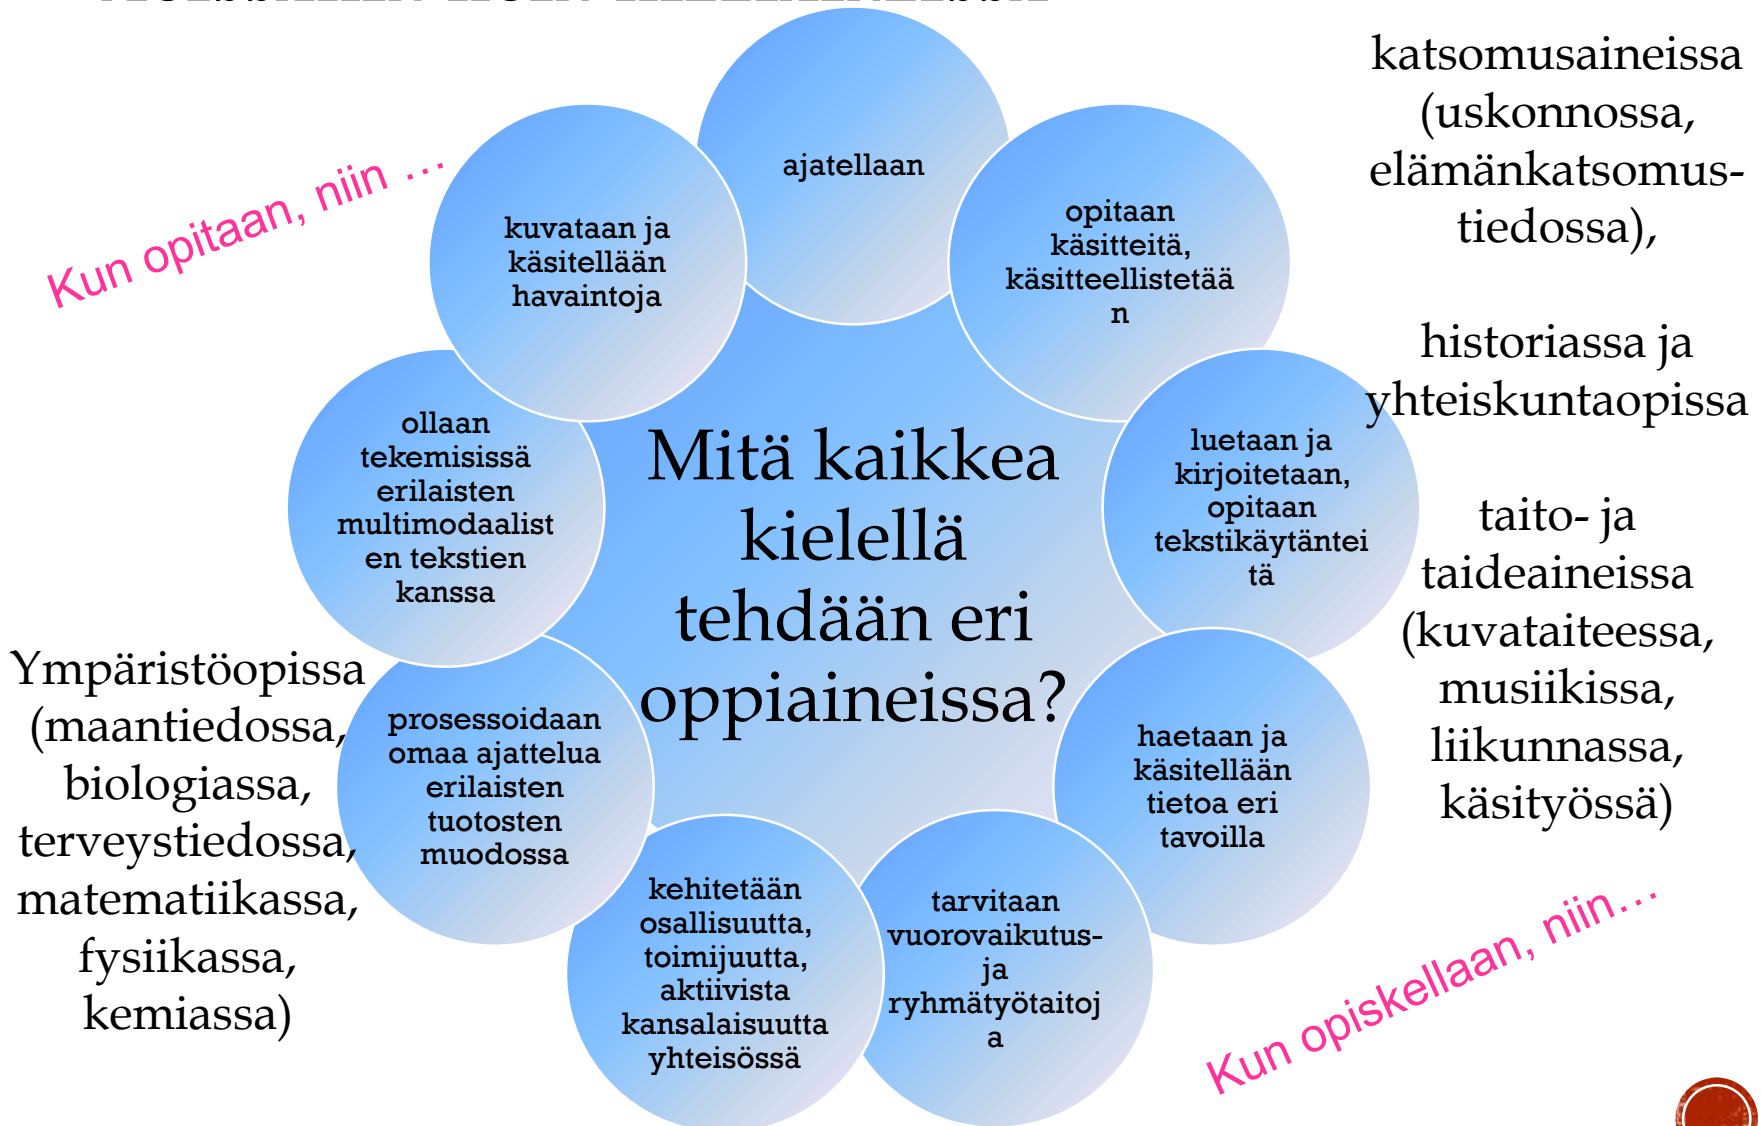 Kun opitaan, niin …
ajatellaan
opitaan
käsitteitä,
käsitteellistetää
n
luetaan ja
kirjoitetaan,
opitaan
tekstikäytäntei
tä
haetaan ja
käsitellään
tietoa eri
tavoilla
tarvitaan
vuorovaikutus-
ja
ryhmätyötaitoj
a
kehitetään
osallisuutta,
toimijuutta,
aktiivista
kansalaisuutta
yhteisössä
prosessoidaan
omaa ajattelua
erilaisten
tuotosten
muodossa
ollaan
tekemisissä
erilaisten
multimodaalist
en tekstien
kanssa
kuvataan ja
käsitellään
havaintoja
Mitä kaikkea
kielellä
tehdään eri
oppiaineissa?
katsomusaineissa
(uskonnossa,
elämänkatsomus-
tiedossa),
historiassa ja
yhteiskuntaopissa
taito- ja
taideaineissa
(kuvataiteessa,
musiikissa,
liikunnassa,
käsityössä)
Ympäristöopissa
(maantiedossa,
biologiassa,
terveystiedossa,
matematiikassa,
fysiikassa,
kemiassa)
Kun opiskellaan, niin…